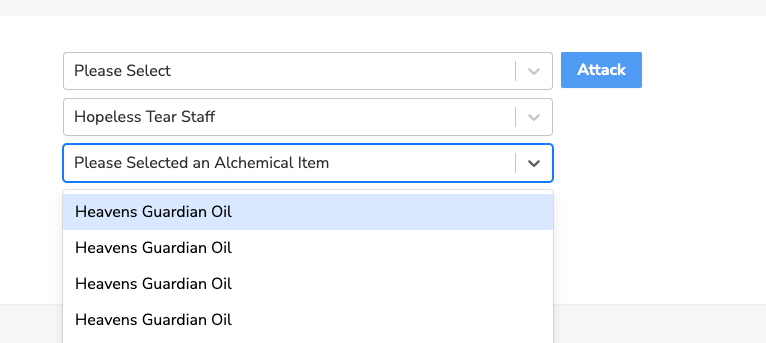 Please Select
Attack
Hopeless Tear Staff
Please Selected an Alchemical Item
Heavens Guardian Oil
Heavens Guardian Oil
Heavens Guardian Oil
Heavens Guardian Oil